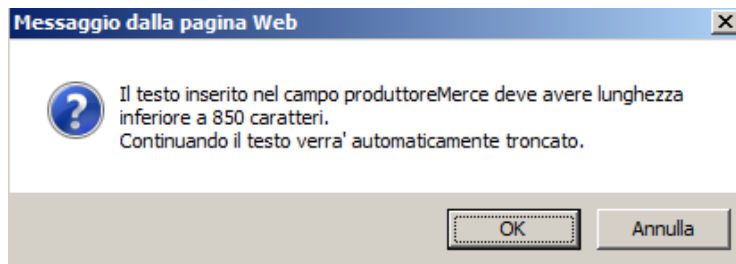 Messaggio dalla pagina Web
Il testo inserito nel campo produttoreMerce deve avere lunghezza
inferiore a 850 caratteri.
Continuando il testo verra' automaticamente troncato.
OK
Annulla